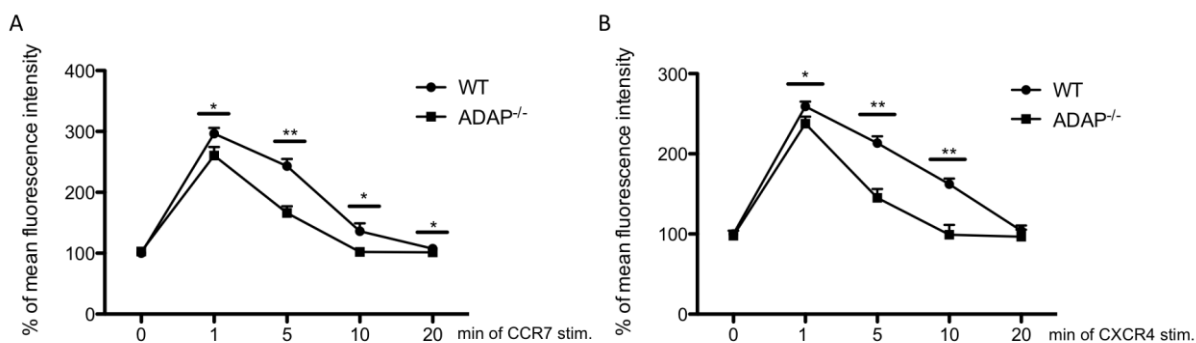 A
% of mean fluorescence intensity
400
300
200
100
0
*
**
*
*
WT
ADAP-/-
0 1 5 10 20 min of CCR7 stim.
B
% of mean fluorescence intensity
300
200
100
0
*
**
**
WT
ADAP-/-
0 1 5 10 20 min of CXCR4 stim.